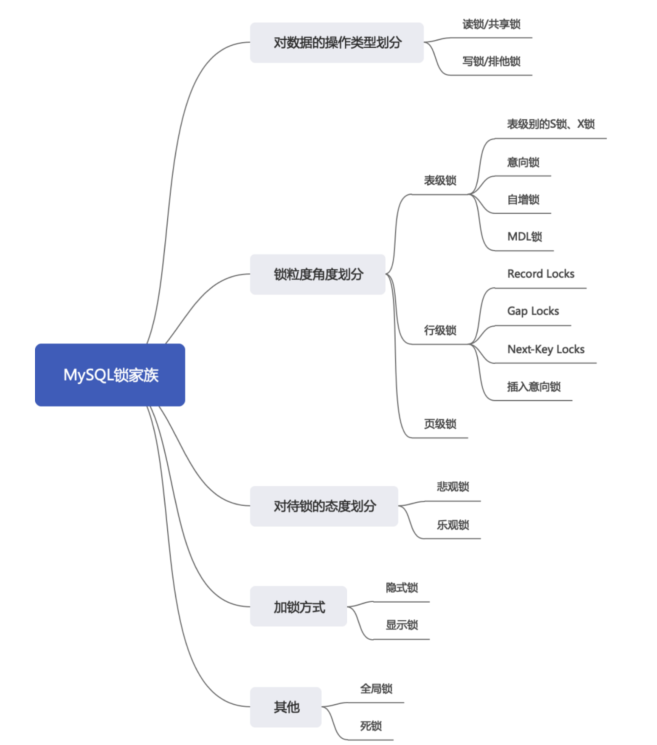 MySQL锁家族
对数据的操作类型划分
读锁/共享锁
写锁/排他锁
锁粒度角度划分
表级锁
表级别的S锁、X锁
意向锁
自增锁
MDL锁
行级锁
Record Locks
Gap Locks
Next-Key Locks
插入意向锁
页级锁
对待锁的态度划分
悲观锁
乐观锁
加锁方式
隐式锁
显示锁
其他
全局锁
死锁